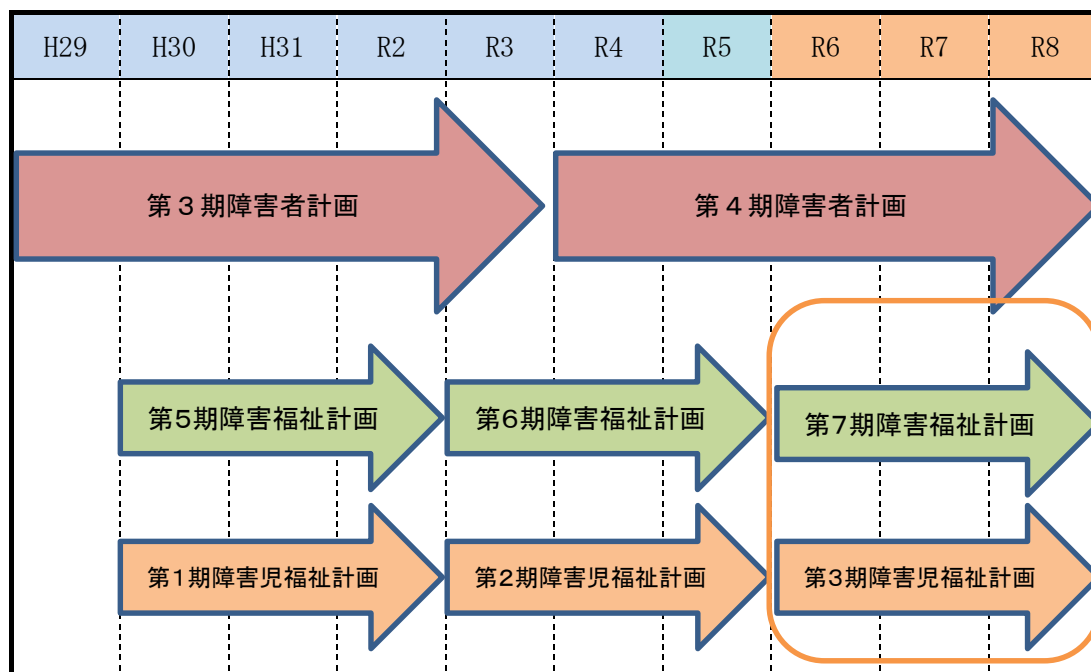 H29 H30 H31 R2 R3 R4 R5 R6 R7 R8
第３期障害者計画 第４期障害者計画
第5期障害福祉計画 第6期障害福祉計画 第7期障害福祉計画
第1期障害児福祉計画 第2期障害児福祉計画 第3期障害児福祉計画